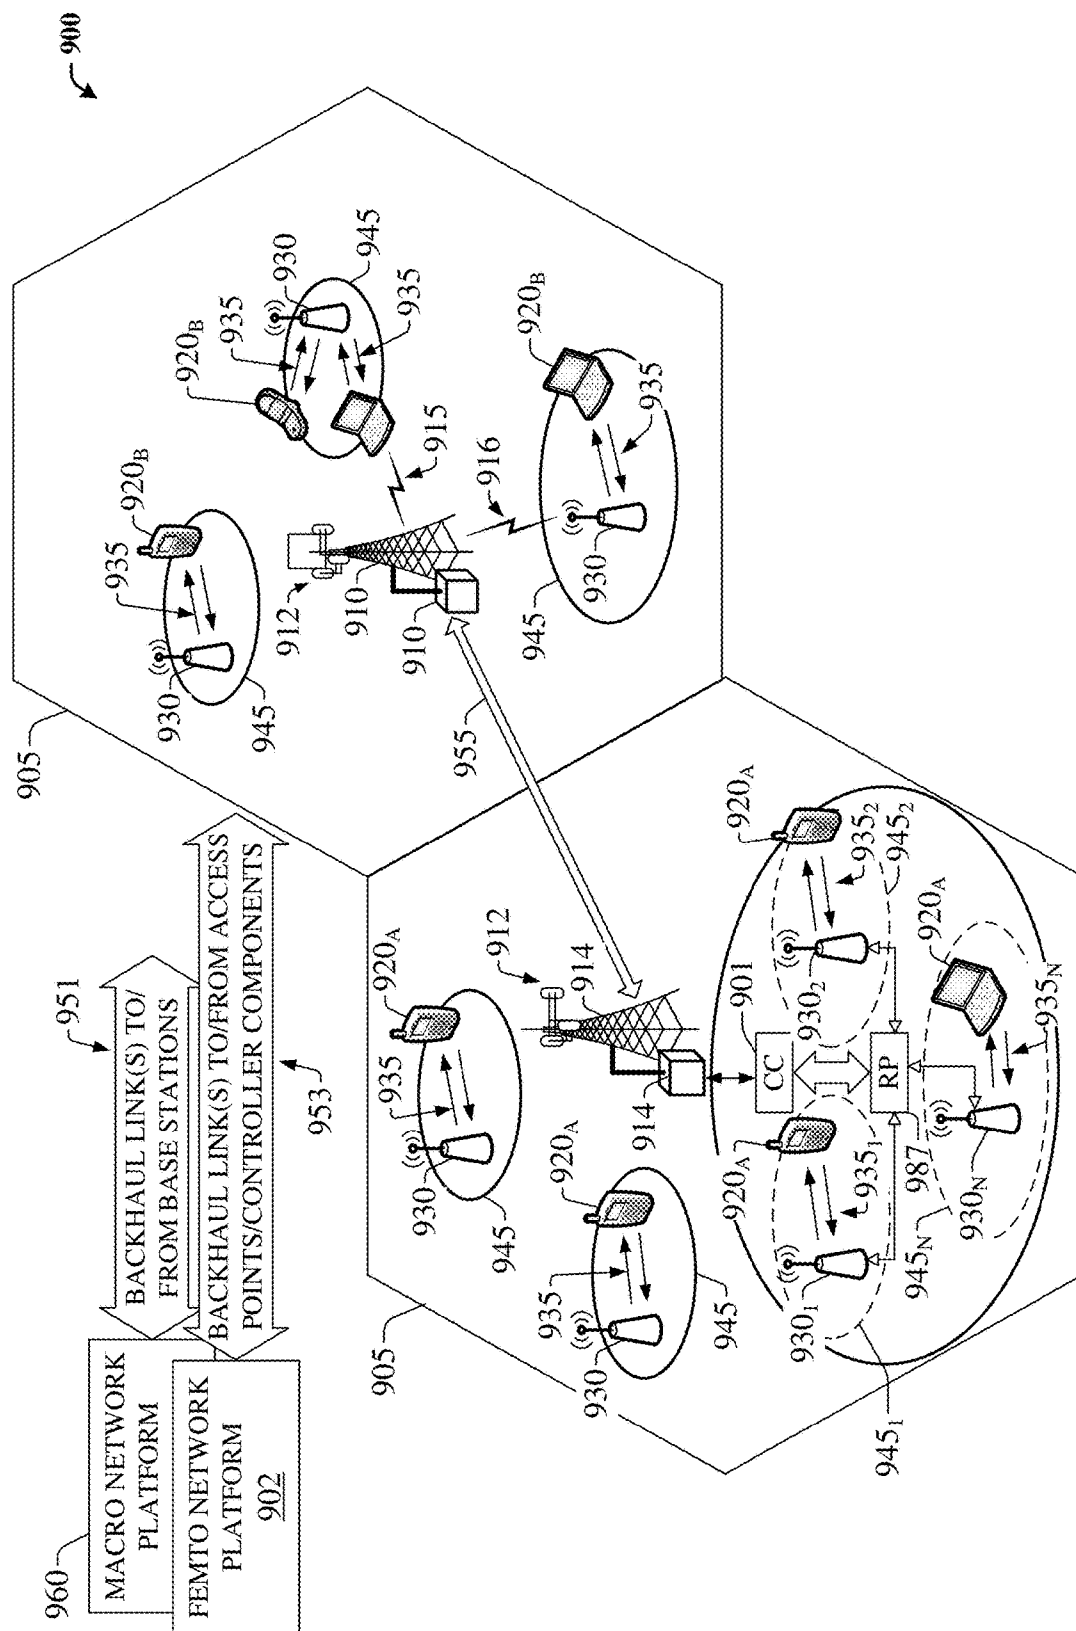 900
951
BACKHAUL LINK(S) TO/
FROM BASE STATIONS
BACKHAUL LINK(S) TO/FROM ACCESS
POINTS/CONTROLLER COMPONENTS
953
960
MACRO NETWORK
PLATFORM
FEMTO NETWORK
PLATFORM
902
905
930
935
920B
945
920B
935
930
945
935
912
910
910
915
916
945
930
920B
935
955
905
930
935
920A
945
930
935
920A
945
912
914
914
901
CC
RP
987
920A
9351
9301
9451
920A
9352
9452
9302
920A
935N
930N
945N